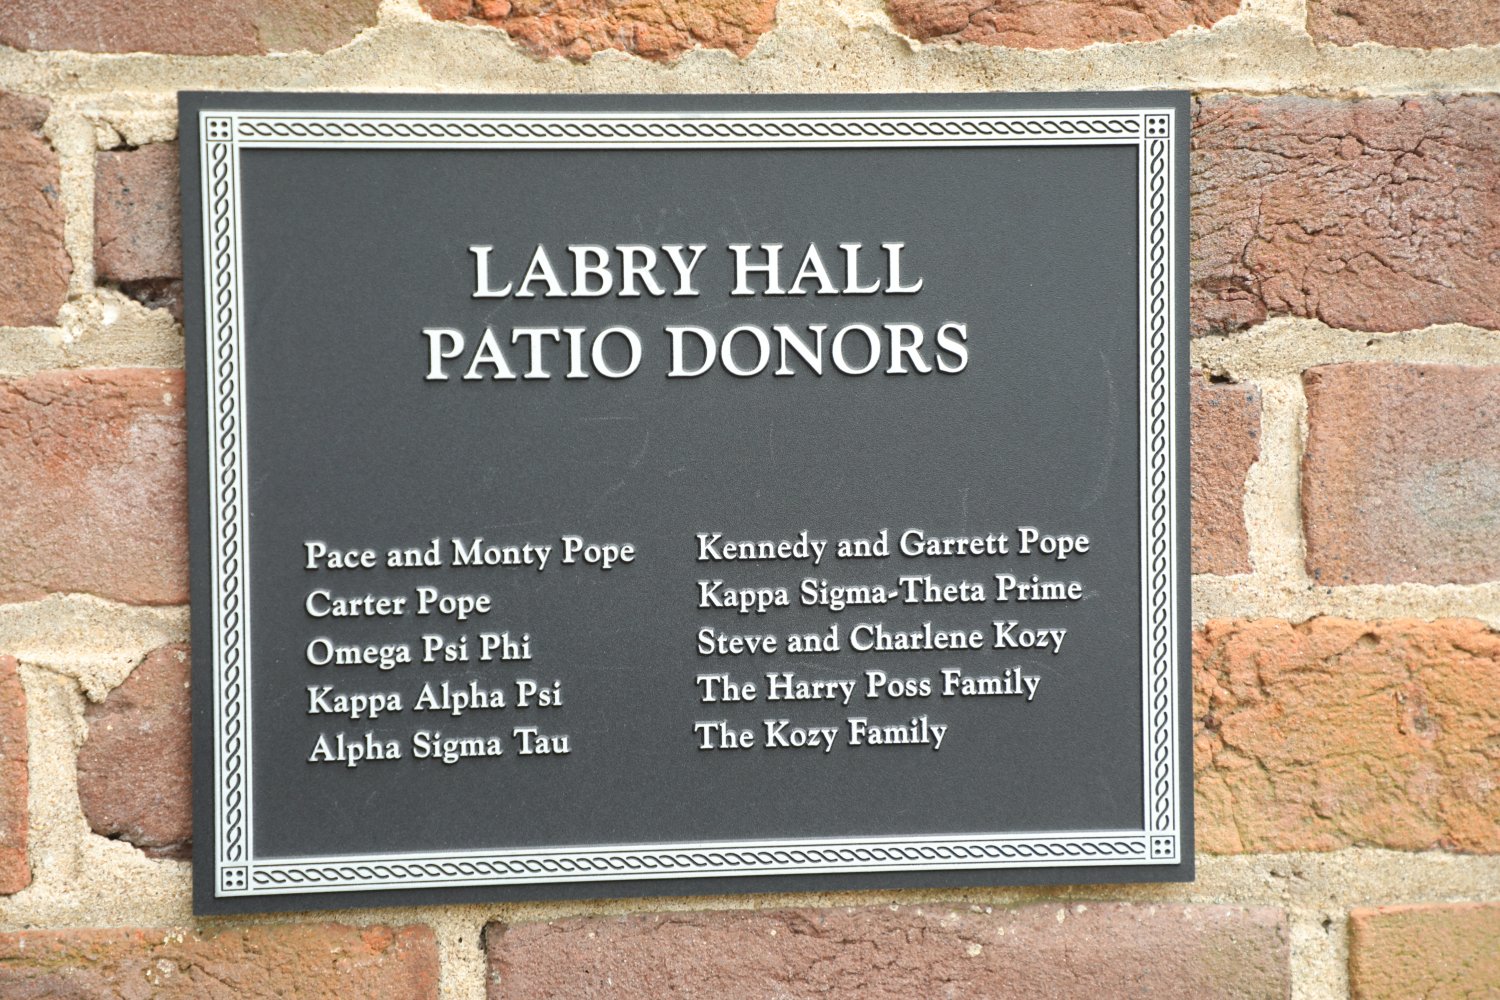 LABRY HALL
PATIO DONORS
Pace and Monty Pope
Carter Pope
Omega Psi Phi
Kappa Alpha Psi
Alpha Sigma Tau
Kennedy and Garrett Pope
Kappa Sigma-Theta Prime
Steve and Charlene Kozy
The Harry Poss Family
The Kozy Family